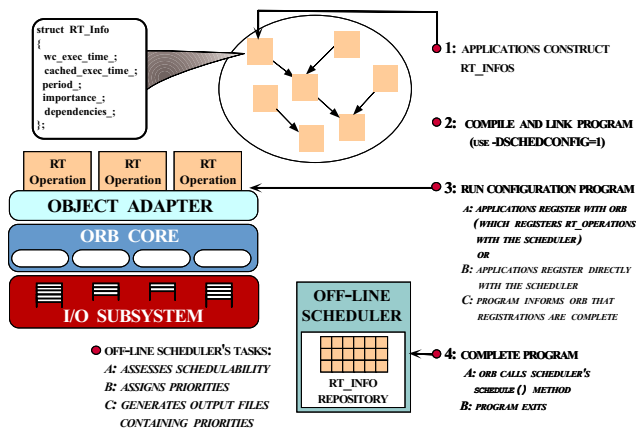 struct RT_Info
{
wc_exec_time_;
cached_exec_time_;
period_;
importance_;
dependencies_;
};
1: APPLICATIONS CONSTRUCT
RT_INFOS
2: COMPILE AND LINK PROGRAM
(USE -DSCHEDCONFIG=1)
RT
Operation
RT
Operation
RT
Operation
OBJECT ADAPTER
ORB CORE
I/O SUBSYSTEM
3: RUN CONFIGURATION PROGRAM
A: APPLICATIONS REGISTER WITH ORB
(WHICH REGISTERS RT_OPERATIONS
WITH THE SCHEDULER)
OR
B: APPLICATIONS REGISTER DIRECTLY
WITH THE SCHEDULER
C: PROGRAM INFORMS ORB THAT
REGISTRATIONS ARE COMPLETE
OFF-LINE
SCHEDULER
RT_INFO
REPOSITORY
OFF-LINE SCHEDULER'S TASKS:
A: ASSESSES SCHEDULABILITY
B: ASSIGNS PRIORITIES
C: GENERATES OUTPUT FILES
CONTAINING PRIORITIES
4: COMPLETE PROGRAM
A: ORB CALLS SCHEDULER'S
SCHEDULE() METHOD
B: PROGRAM EXITS